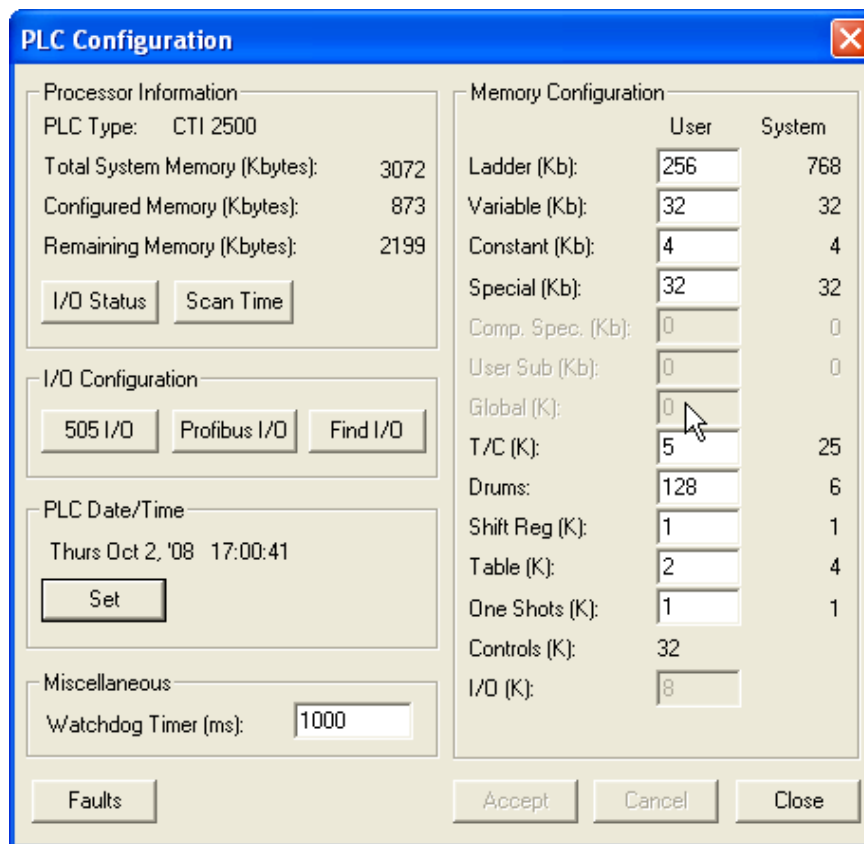 PLC Configuration
Processor Information
PLC Type: CTI 2500
Total System Memory (Kbytes): 3072
Configured Memory (Kbytes): 873
Remaining Memory (Kbytes): 2199
I/O Status Scan Time
I/O Configuration
505 I/O Profibus I/O Find I/O
PLC Date/Time
Thurs Oct 2, '08 17:00:41
Set
Miscellaneous
Watchdog Timer (ms): 1000
Faults
Memory Configuration
User System
Ladder (Kb): 256 768
Variable (Kb): 32 32
Constant (Kb): 4 4
Special (Kb): 32 32
Comp. Spec. (Kb): 0 0
User Sub (Kb): 0 0
Global (K): 0
T/C (K): 5 25
Drums: 128 6
Shift Reg (K): 1 1
Table (K): 2 4
One Shots (K): 1 1
Controls (K): 32
I/O (K): 8
Accept Cancel Close